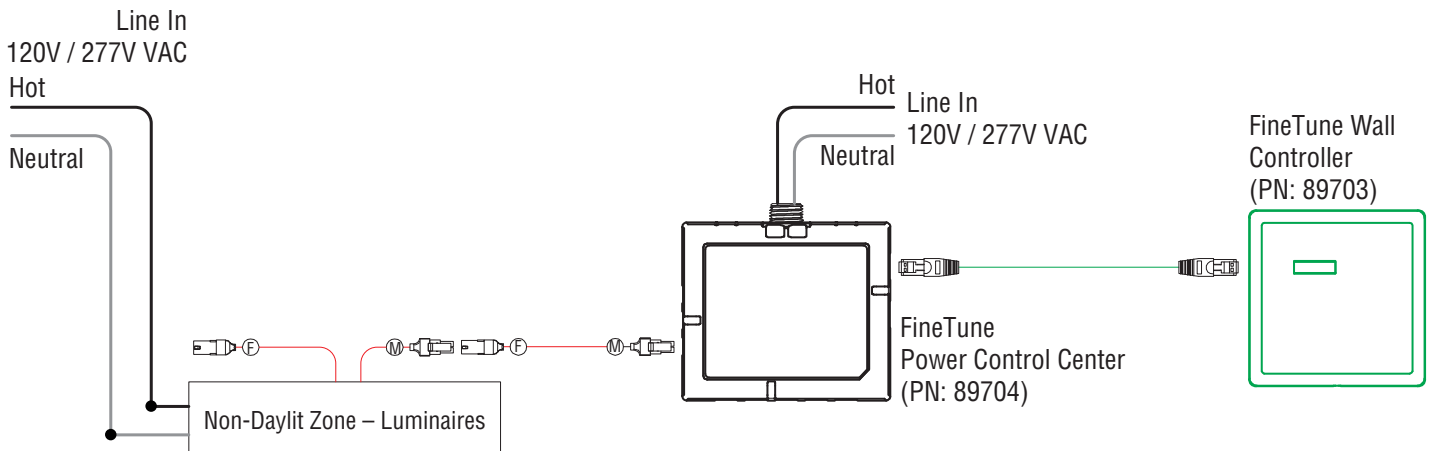 Line In
120V / 277V VAC
Hot
Neutral
Hot
Line In
120V / 277V VAC
Neutral
FineTune Wall
Controller
(PN: 89703)
F
M
F
M
FineTune
Power Control Center
(PN: 89704)
Non-Daylit Zone – Luminaires